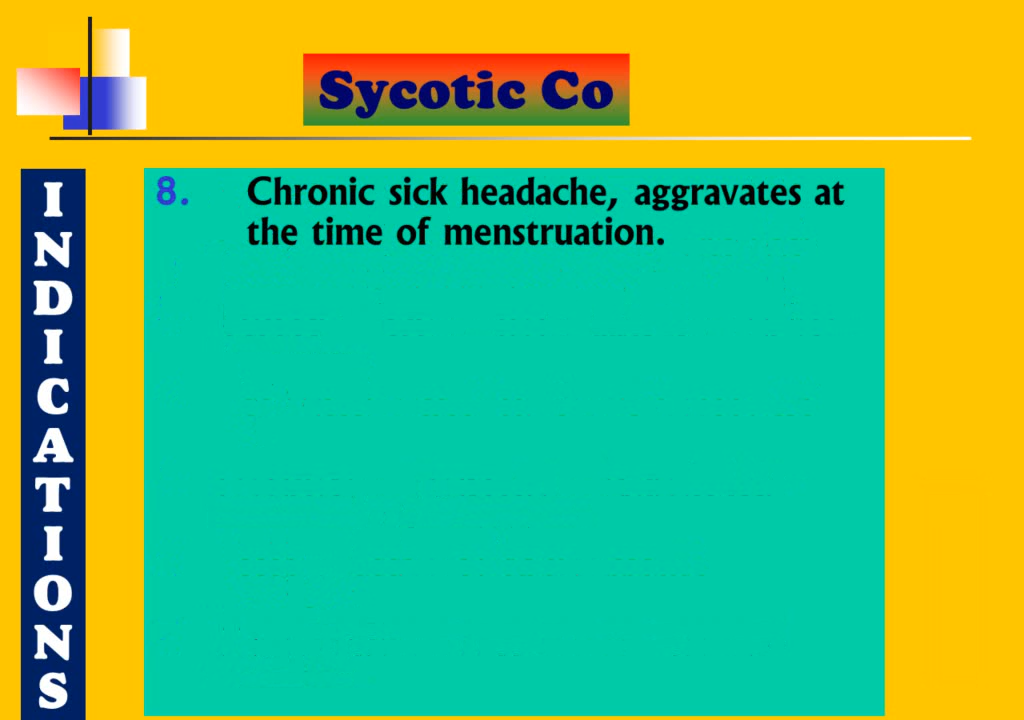 Sycotic Co
INDICATIONS
8. Chronic sick headache, aggravates at
the time of menstruation.